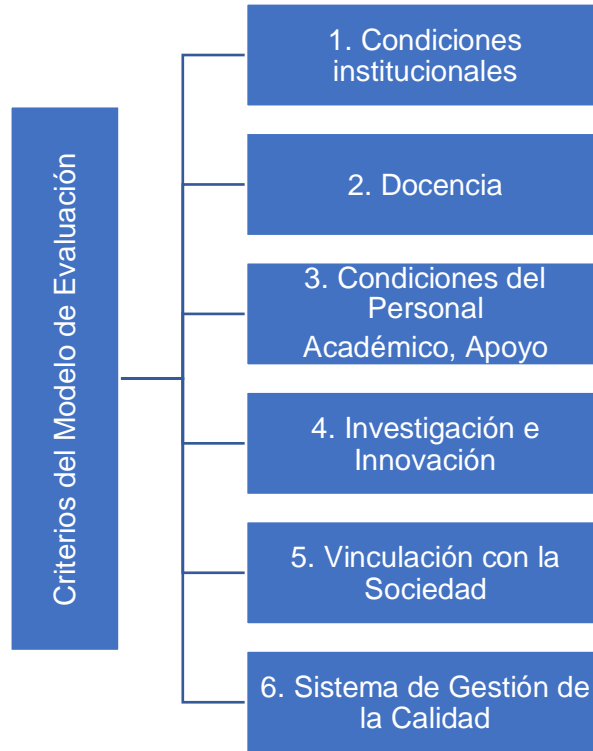 Criterios del Modelo de Evaluación
1. Condiciones
institucionales
2. Docencia
3. Condiciones del
Personal
Académico, Apoyo
4. Investigación e
Innovación
5. Vinculación con la
Sociedad
6. Sistema de Gestión de
la Calidad